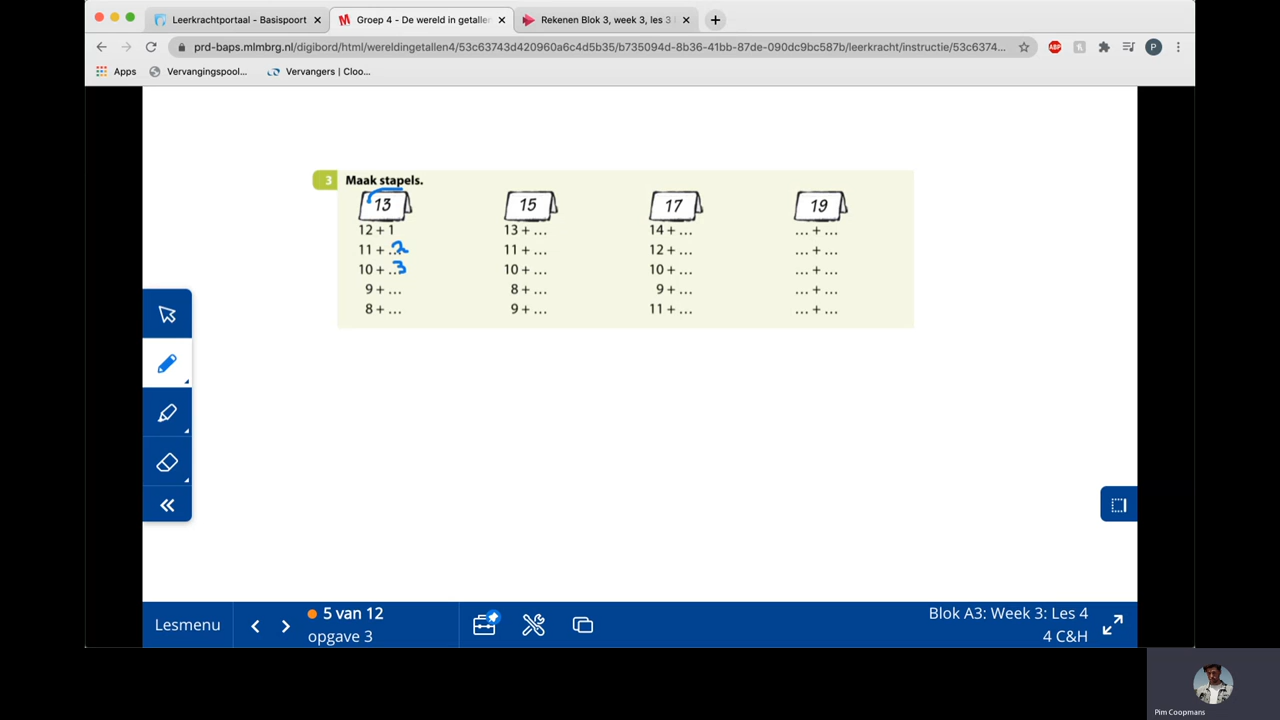 Leerkrachtportaal - Basispoort
Groep 4 - De wereld in getaller
Rekenen Blok 3, week 3, les 3
prd-baps.mlmbrg.nl/digibord/html/wereldingetallen4/53c63743d420960a6c4d5b35/b735094d-8b36-41bb-87de-090dc9bc587b/leerkracht/instructie/53c6374...
ABP
P
Apps
Vervangingspool...
Vervangers | Cloo...
3 Maak stapels.
13 15 17 19
12 + 1 13 + ... 14 + ... ... + ...
11 + ...2 11 + ... 12 + ... ... + ...
10 + ...3 10 + ... 10 + ... ... + ...
9 + ... 8 + ... 9 + ... ... + ...
8 + ... 9 + ... 11 + ... ... + ...
Lesmenu
5 van 12
opgave 3
Blok A3: Week 3: Les 4
4 C&H
Pim Coopmans